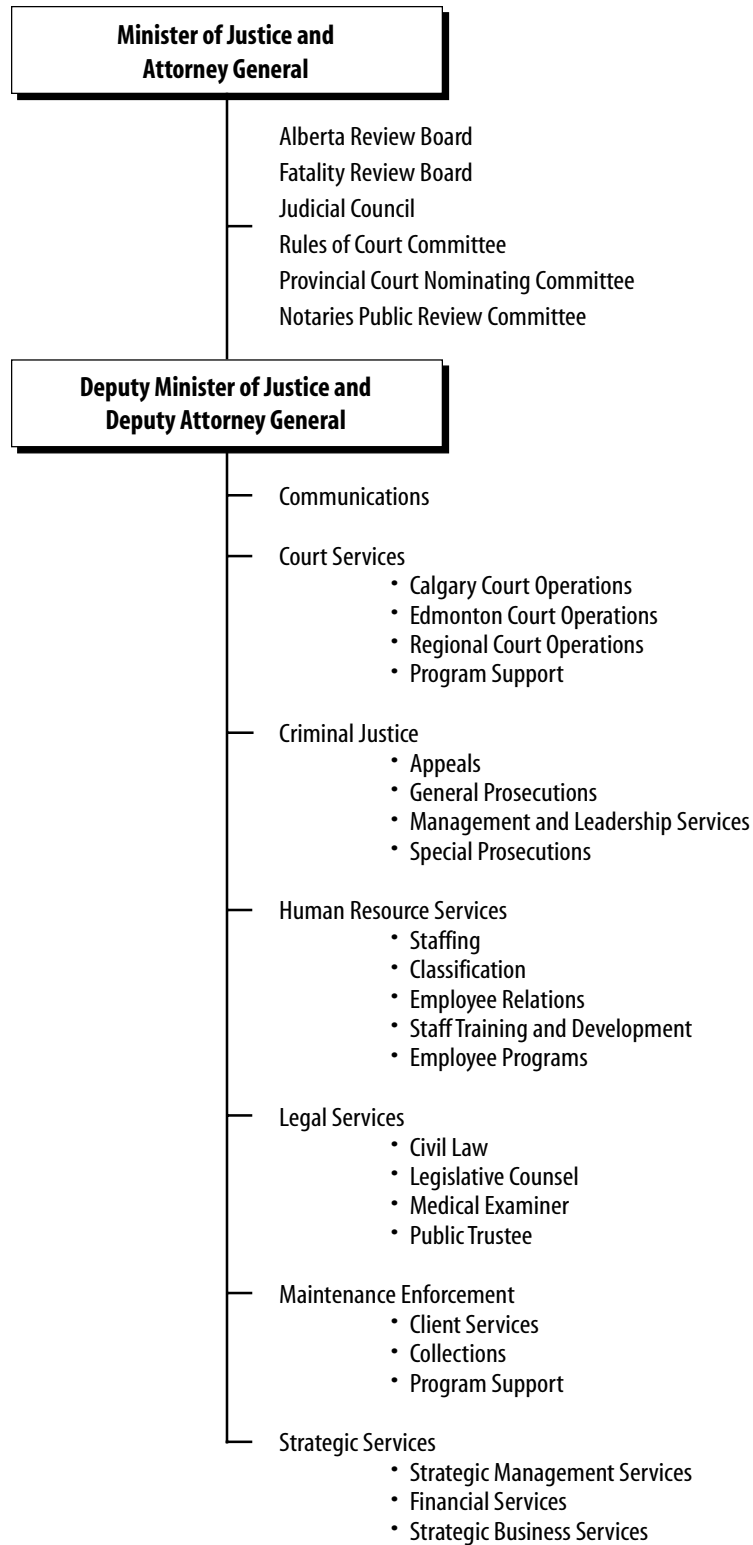 Minister of Justice and
Attorney General
Alberta Review Board
Fatality Review Board
Judicial Council
Rules of Court Committee
Provincial Court Nominating Committee
Notaries Public Review Committee
Deputy Minister of Justice and
Deputy Attorney General
Communications
Court Services
• Calgary Court Operations
• Edmonton Court Operations
• Regional Court Operations
• Program Support
Criminal Justice
• Appeals
• General Prosecutions
• Management and Leadership Services
• Special Prosecutions
Human Resource Services
• Staffing
• Classification
• Employee Relations
• Staff Training and Development
• Employee Programs
Legal Services
• Civil Law
• Legislative Counsel
• Medical Examiner
• Public Trustee
Maintenance Enforcement
• Client Services
• Collections
• Program Support
Strategic Services
• Strategic Management Services
• Financial Services
• Strategic Business Services